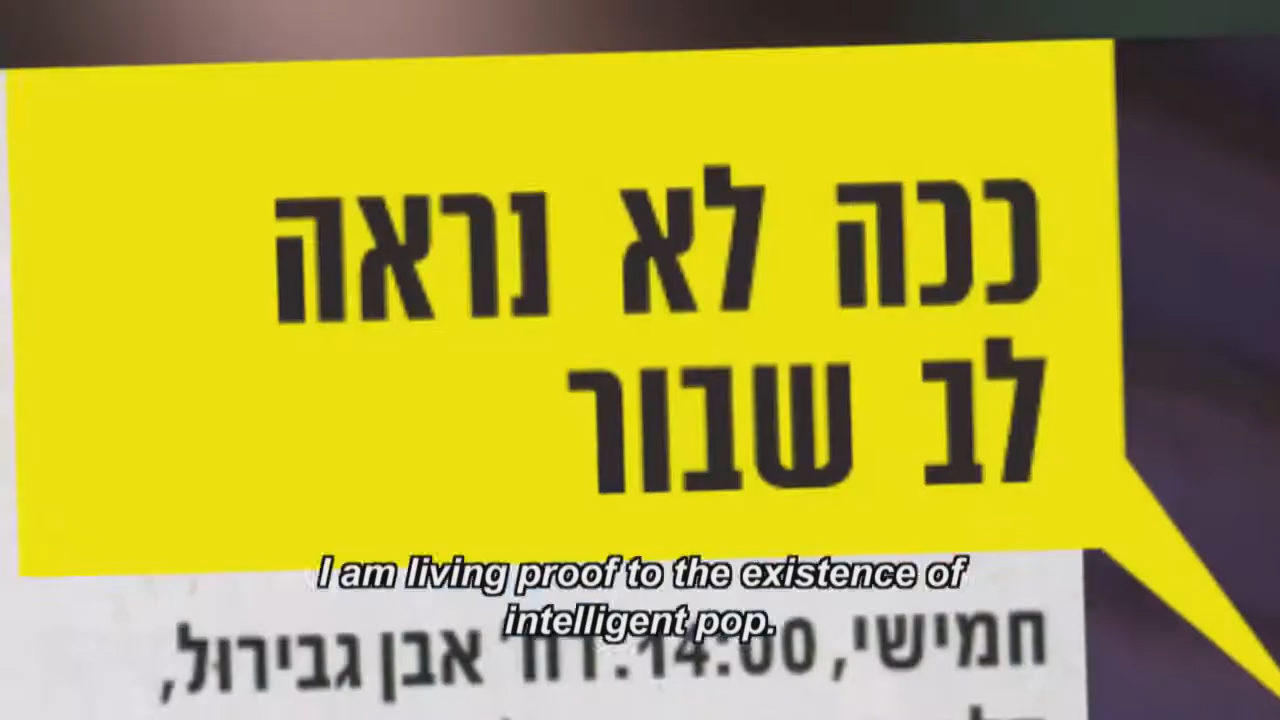 ככה לא נראה
לב שבור
I am living proof to the existence of
intelligent pop.
חמישי, 14:00. רח' אבן גבירול,